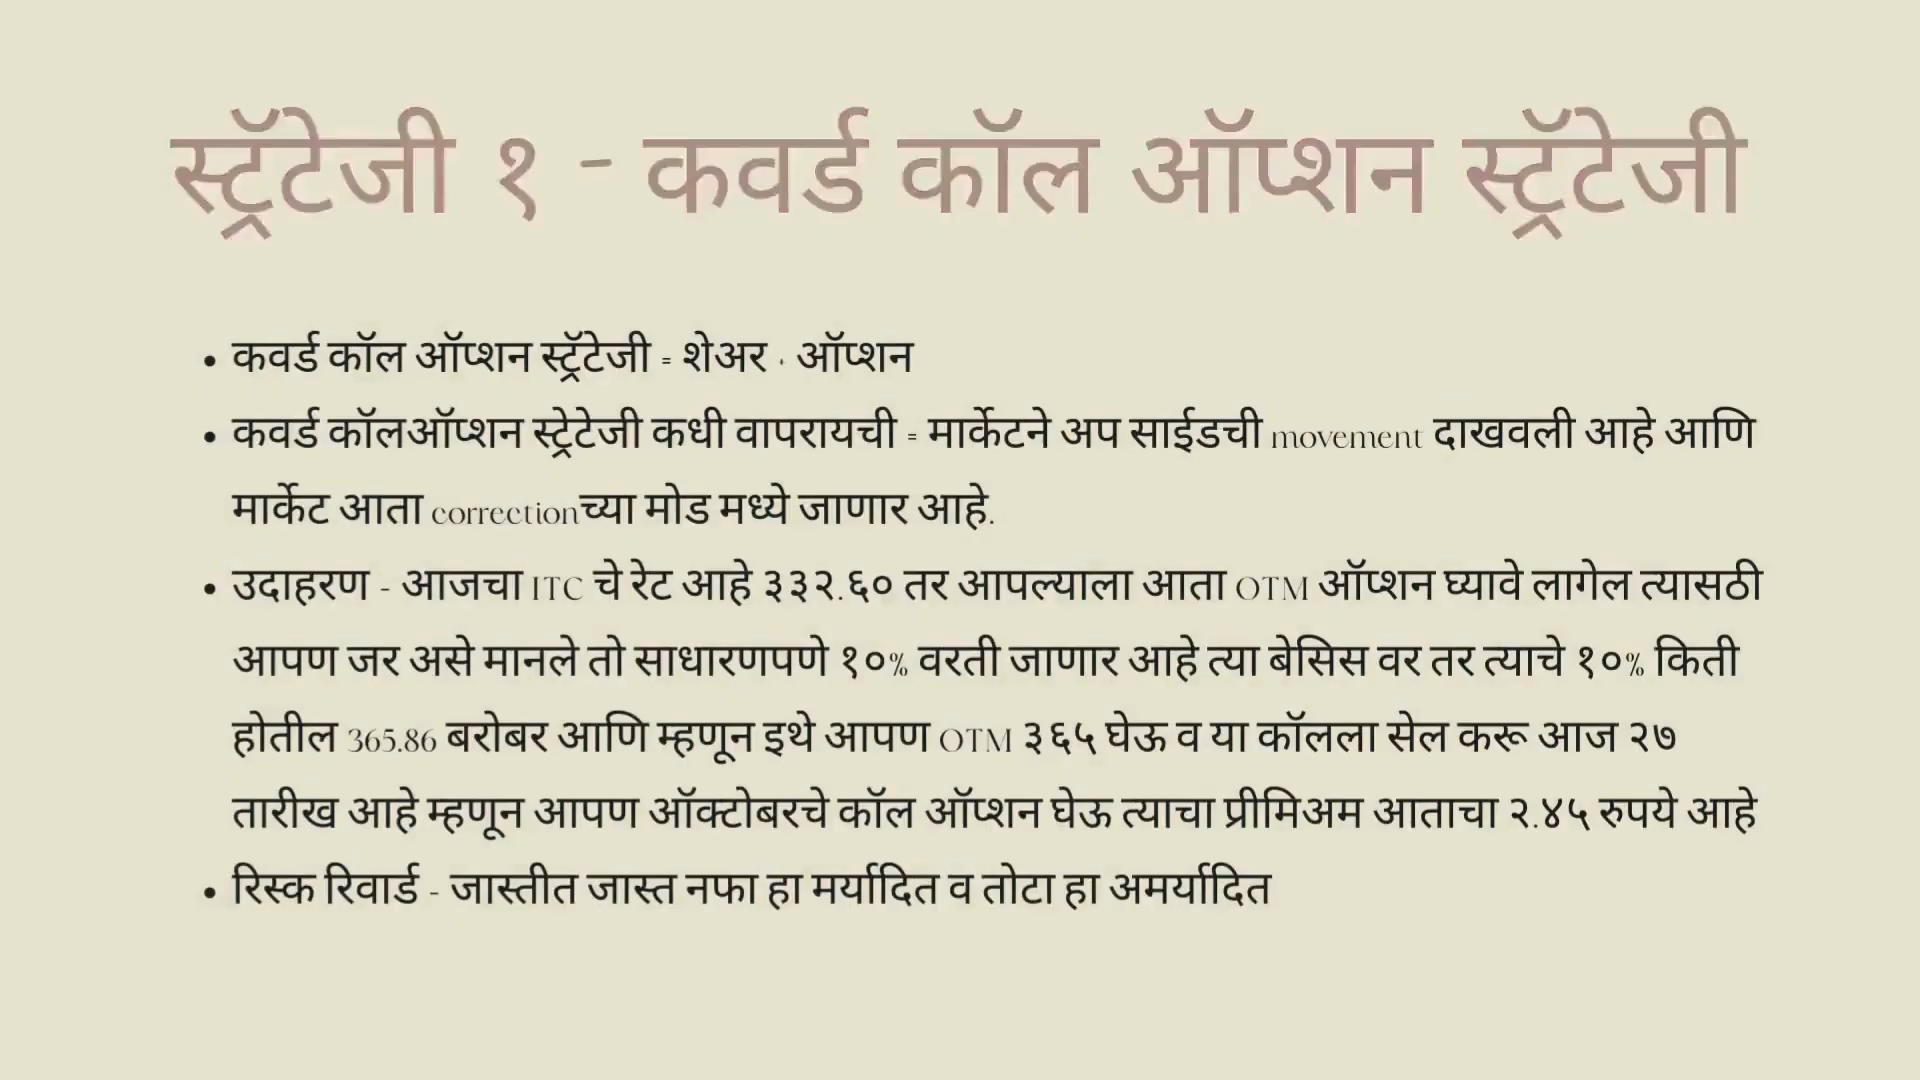 स्ट्रॅटेजी १ - कवर्ड कॉल ऑप्शन स्ट्रॅटेजी
• कवर्ड कॉल ऑप्शन स्ट्रॅटेजी = शेअर + ऑप्शन
• कवर्ड कॉलऑप्शन स्ट्रेटेजी कधी वापरायची = मार्केटने अप साईडची movement दाखवली आहे आणि
मार्केट आता correctionच्या मोड मध्ये जाणार आहे.
• उदाहरण - आजचा ITC चे रेट आहे ३३२.६० तर आपल्याला आता OTM ऑप्शन घ्यावे लागेल त्यासठी
आपण जर असे मानले तो साधारणपणे १०% वरती जाणार आहे त्या बेसिस वर तर त्याचे १०% किती
होतील 365.86 बरोबर आणि म्हणून इथे आपण OTM ३६५ घेऊ व या कॉलला सेल करू आज २७
तारीख आहे म्हणून आपण ऑक्टोबरचे कॉल ऑप्शन घेऊ त्याचा प्रीमिअम आताचा २.४५ रुपये आहे
• रिस्क रिवार्ड - जास्तीत जास्त नफा हा मर्यादित व तोटा हा अमर्यादित